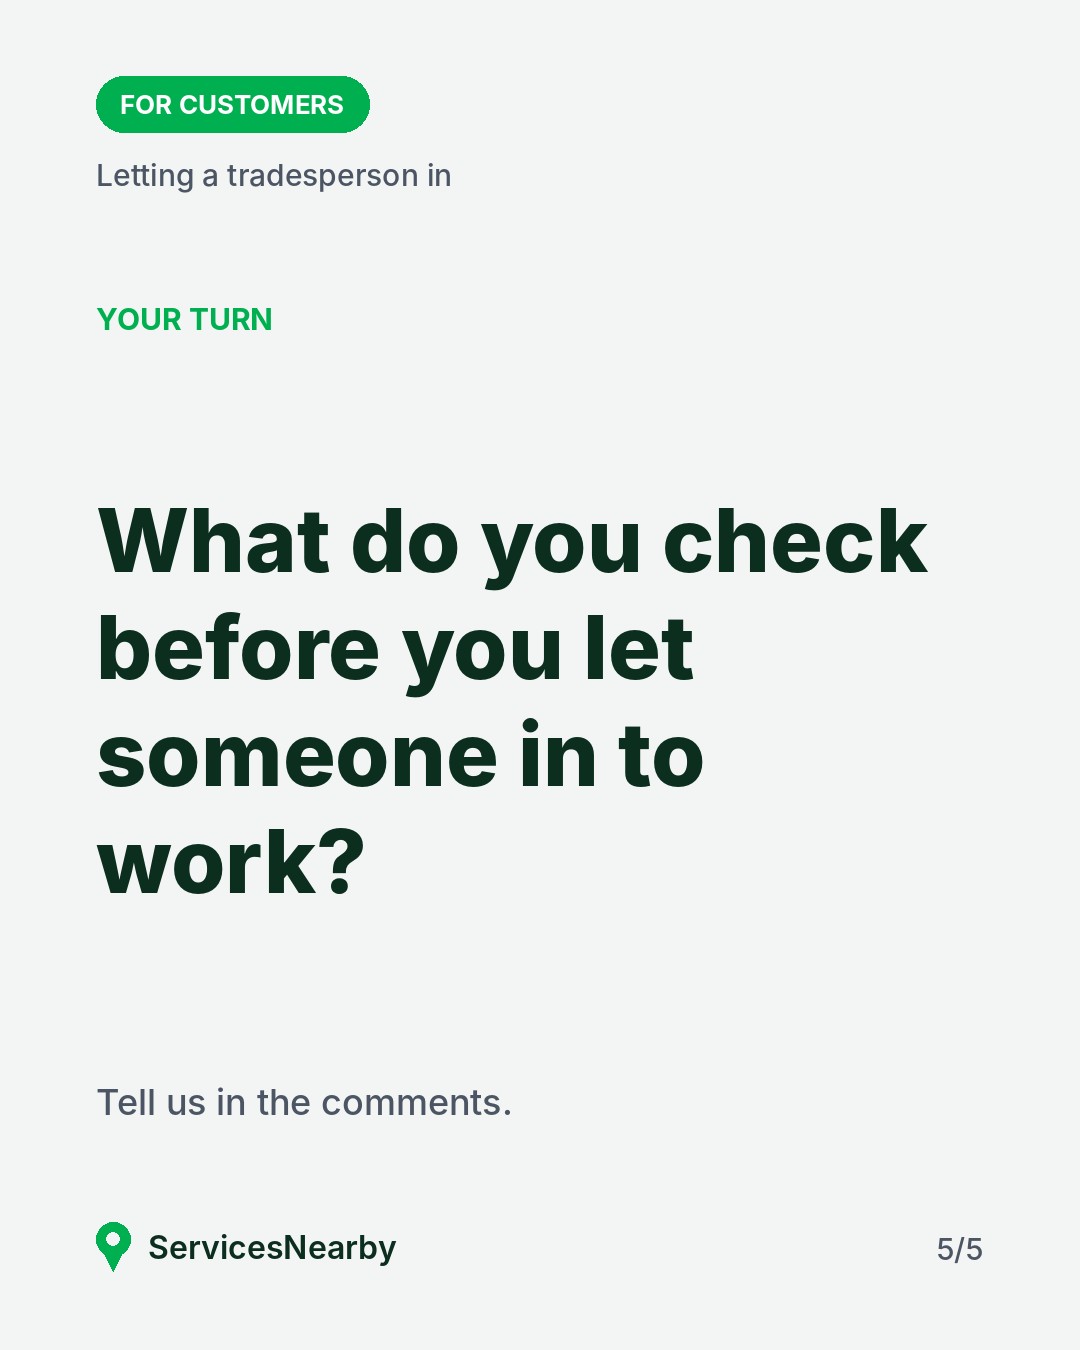 FOR CUSTOMERS
Letting a tradesperson in
YOUR TURN
What do you check
before you let
someone in to
work?
Tell us in the comments.
ServicesNearby
5/5